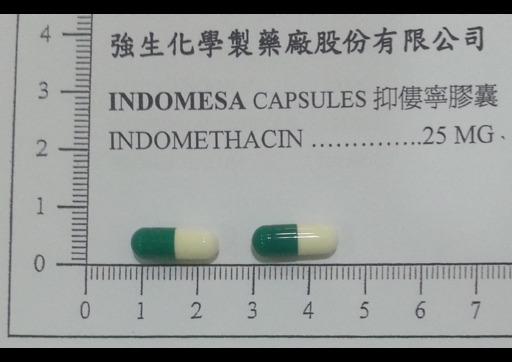 強生化學製藥廠股份有限公司
INDOMESA CAPSULES 抑僂寧膠囊
INDOMETHACIN ..............25 MG、
4
3
2
1
0
0 1 2 3 4 5 6 7